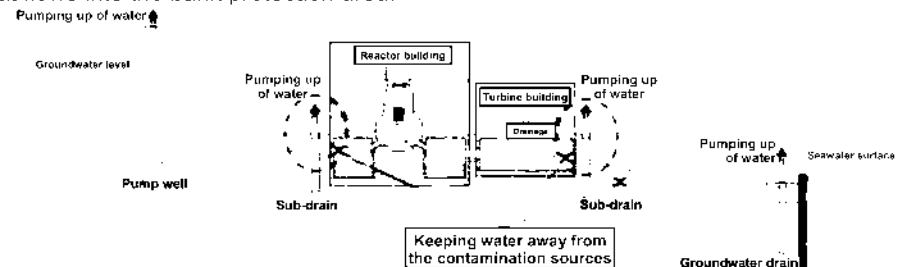 Pumping up of water
Groundwater level
Reactor building
Pumping up
of water
Turbine building
Pumping up
of water
Drainage
Pumping up
of water
Seawater surface
Pump well
Sub-drain
Sub-drain
Keeping water away from
the contamination sources
Groundwater drain